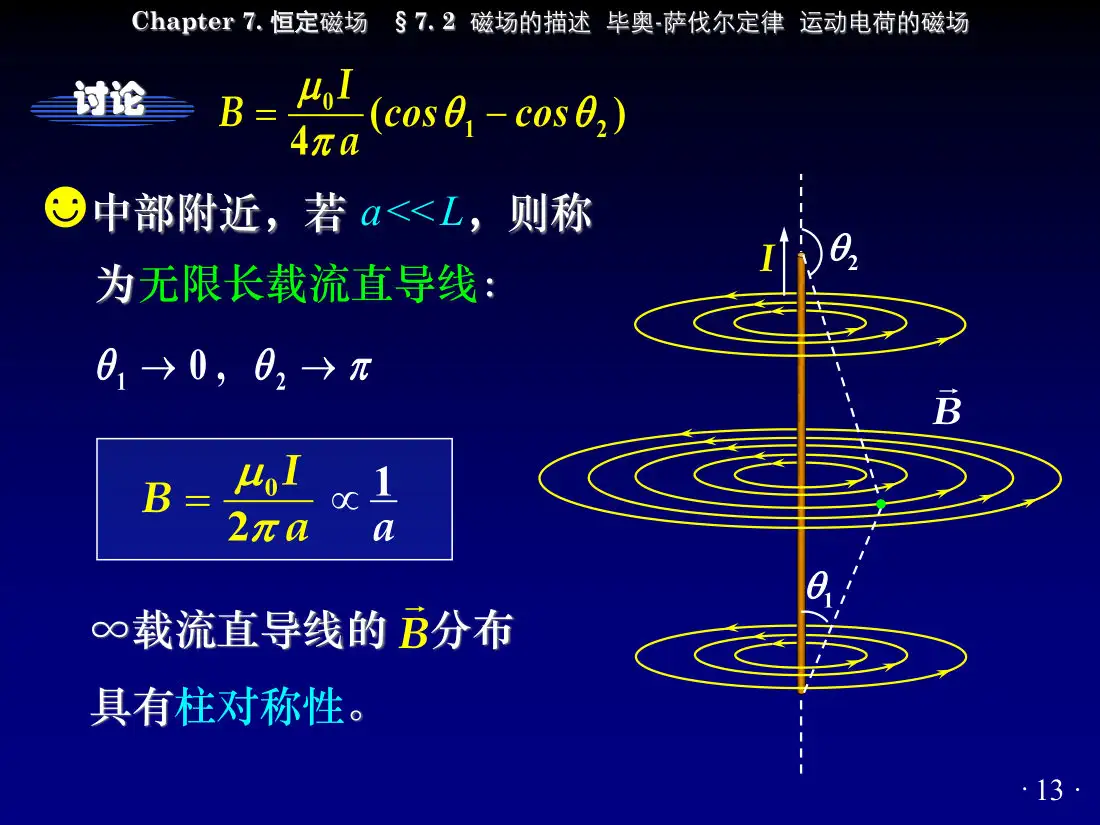 Chapter 7. 恒定磁场 §7. 2 磁场的描述 毕奥-萨伐尔定律 运动电荷的磁场
讨论 B = μ₀I / 4πa (cosθ₁ − cosθ₂)
中部附近，若 a<<L，则称
为无限长载流直导线：
θ₁ → 0 , θ₂ → π
B = μ₀I / 2πa ∝ 1 / a
∞载流直导线的 B⃗ 分布
具有柱对称性。
I
θ₂
B⃗
θ₁
· 13 ·